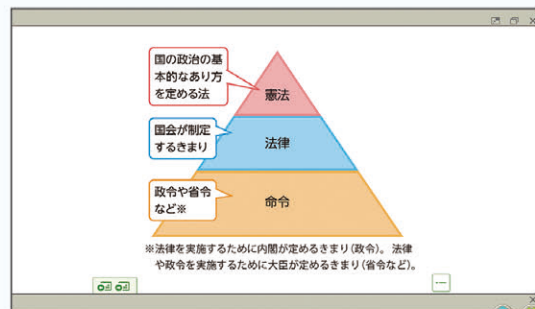 国の政治の基
本的なあり方
を定める法
憲法
国会が制定
するきまり
法律
政令や省令
など※
命令
※法律を実施するために内閣が定めるきまり(政令)。 法律
や政令を実施するために大臣が定めるきまり(省令など)。